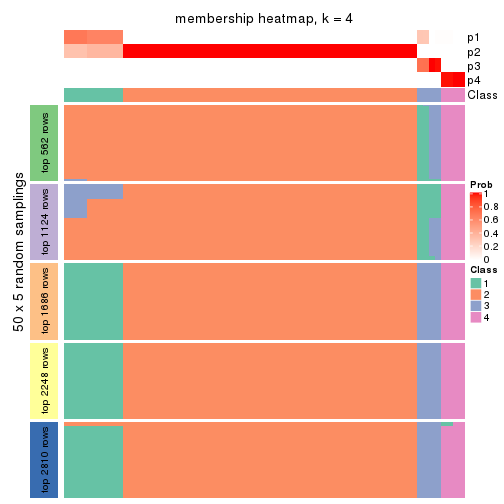 membership heatmap, k = 4
p1
p2
p3
p4
Class
50 x 5 random samplings
top 562 rows
top 1124 rows
top 1686 rows
top 2248 rows
top 2810 rows
Prob
1
0.8
0.6
0.4
0.2
0
Class
1
2
3
4